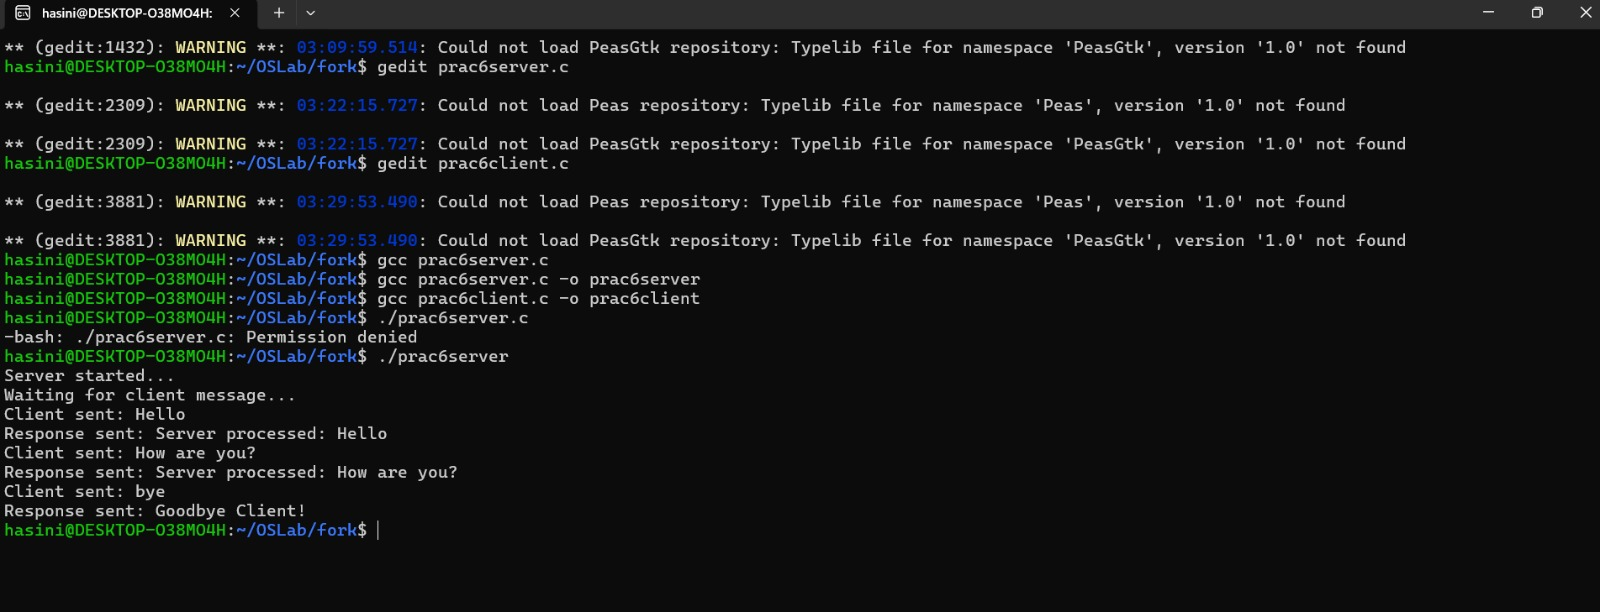 hasini@DESKTOP-O38MO4H:
** (gedit:1432): WARNING **: 03:09:59.514: Could not load PeasGtk repository: Typelib file for namespace 'PeasGtk', version '1.0' not found
hasini@DESKTOP-O38MO4H:~/OSLab/fork$ gedit prac6server.c
** (gedit:2309): WARNING **: 03:22:15.727: Could not load Peas repository: Typelib file for namespace 'Peas', version '1.0' not found
** (gedit:2309): WARNING **: 03:22:15.727: Could not load PeasGtk repository: Typelib file for namespace 'PeasGtk', version '1.0' not found
hasini@DESKTOP-O38MO4H:~/OSLab/fork$ gedit prac6client.c
** (gedit:3881): WARNING **: 03:29:53.490: Could not load Peas repository: Typelib file for namespace 'Peas', version '1.0' not found
** (gedit:3881): WARNING **: 03:29:53.490: Could not load PeasGtk repository: Typelib file for namespace 'PeasGtk', version '1.0' not found
hasini@DESKTOP-O38MO4H:~/OSLab/fork$ gcc prac6server.c
hasini@DESKTOP-O38MO4H:~/OSLab/fork$ gcc prac6server.c -o prac6server
hasini@DESKTOP-O38MO4H:~/OSLab/fork$ gcc prac6client.c -o prac6client
hasini@DESKTOP-O38MO4H:~/OSLab/fork$ ./prac6server.c
-bash: ./prac6server.c: Permission denied
hasini@DESKTOP-O38MO4H:~/OSLab/fork$ ./prac6server
Server started...
Waiting for client message...
Client sent: Hello
Response sent: Server processed: Hello
Client sent: How are you?
Response sent: Server processed: How are you?
Client sent: bye
Response sent: Goodbye Client!
hasini@DESKTOP-O38MO4H:~/OSLab/fork$